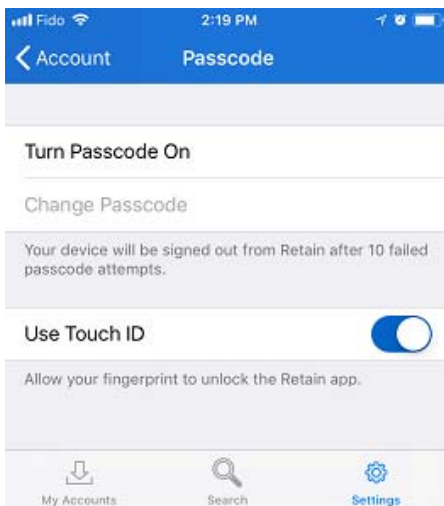 Fido 2:19 PM
Account Passcode
Turn Passcode On
Change Passcode
Your device will be signed out from Retain after 10 failed
passcode attempts.
Use Touch ID
Allow your fingerprint to unlock the Retain app.
My Accounts Search Settings